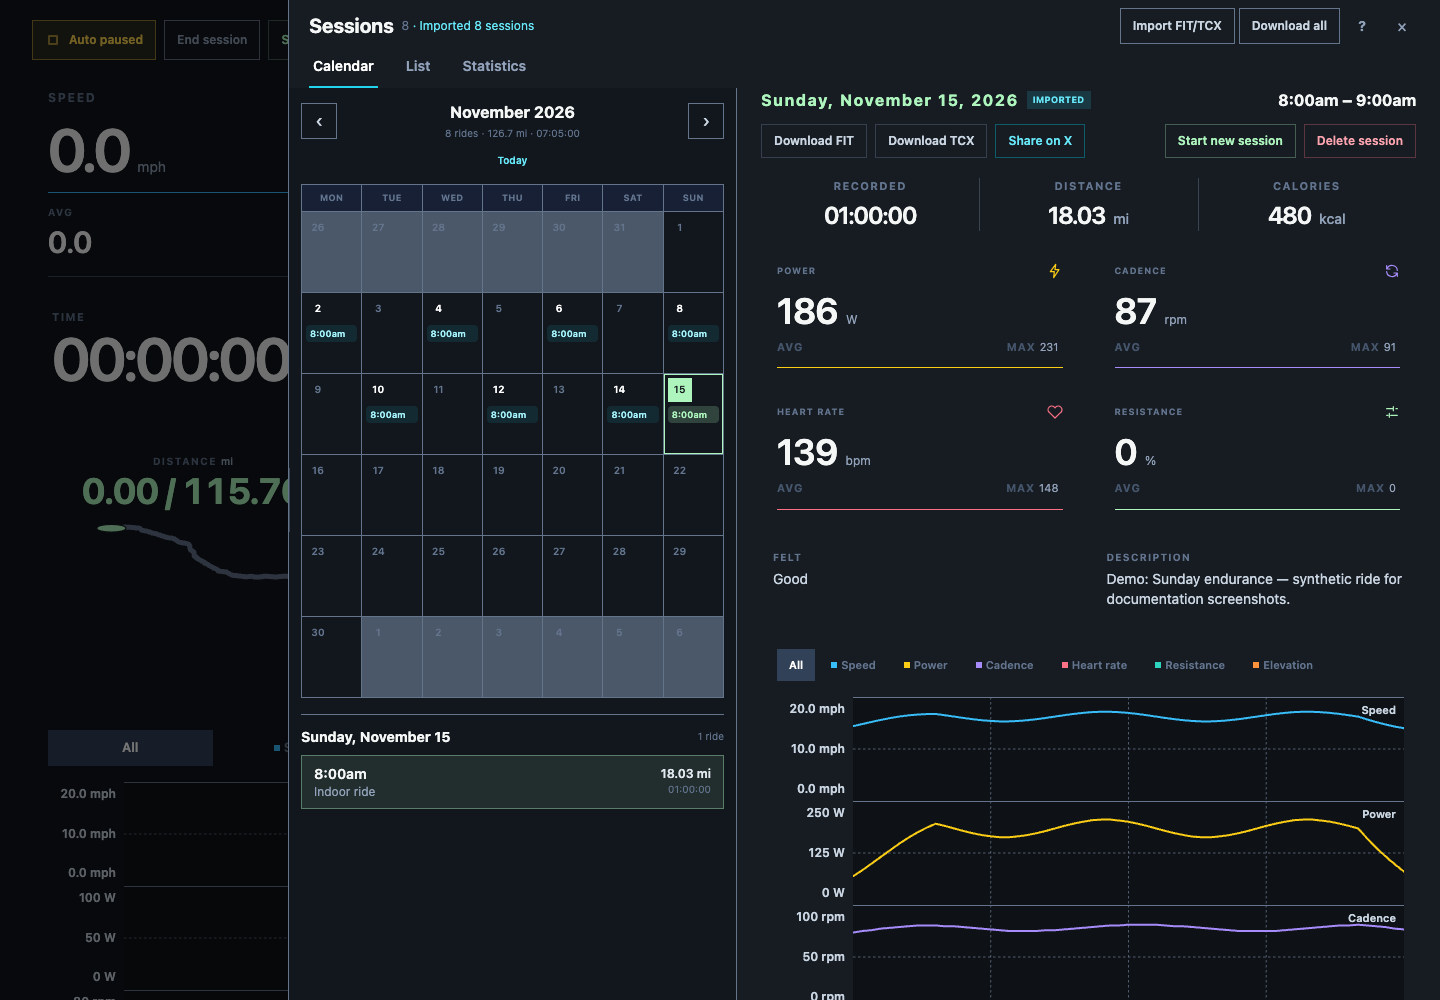 Auto paused
End session
S
SPEED
0.0 mph
AVG
0.0
TIME
00:00:00
DISTANCE mi
0.00 / 115.70
All
S
20.0 mph
10.0 mph
0.0 mph
100 W
50 W
0 W
Sessions 8 · Imported 8 sessions
Import FIT/TCX
Download all
?
×
Calendar
List
Statistics
‹
November 2026
›
8 rides · 126.7 mi · 07:05:00
Today
MON TUE WED THU FRI SAT SUN
26 27 28 29 30 31 1
2 3 4 5 6 7 8
8:00am 8:00am 8:00am 8:00am
9 10 11 12 13 14 15
8:00am 8:00am 8:00am 8:00am
16 17 18 19 20 21 22
23 24 25 26 27 28 29
30 1 2 3 4 5 6
Sunday, November 15
1 ride
8:00am 18.03 mi
Indoor ride 01:00:00
Sunday, November 15, 2026 IMPORTED 8:00am – 9:00am
Download FIT
Download TCX
Share on X
Start new session
Delete session
RECORDED
01:00:00
DISTANCE
18.03 mi
CALORIES
480 kcal
POWER
186 W
AVG MAX 231
CADENCE
87 rpm
AVG MAX 91
HEART RATE
139 bpm
AVG MAX 148
RESISTANCE
0 %
AVG MAX 0
FELT
Good
DESCRIPTION
Demo: Sunday endurance — synthetic ride for
documentation screenshots.
All Speed Power Cadence Heart rate Resistance Elevation
20.0 mph
Speed
10.0 mph
0.0 mph
250 W
Power
125 W
0 W
100 rpm
Cadence
50 rpm
0 rpm